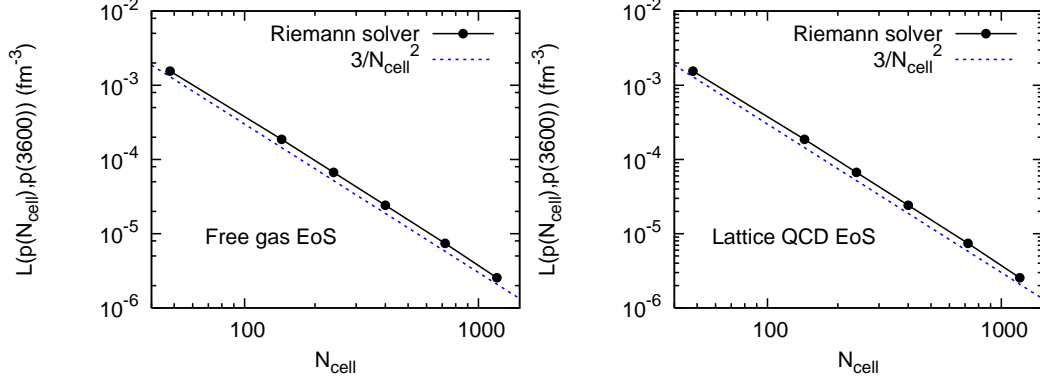 L(p(N_cell),p(3600)) (fm^-3)
10^-2
10^-3
10^-4
10^-5
10^-6
Riemann solver
3/N_cell^2
Free gas EoS
100
1000
N_cell
L(p(N_cell),p(3600)) (fm^-3)
10^-2
10^-3
10^-4
10^-5
10^-6
Riemann solver
3/N_cell^2
Lattice QCD EoS
100
1000
N_cell